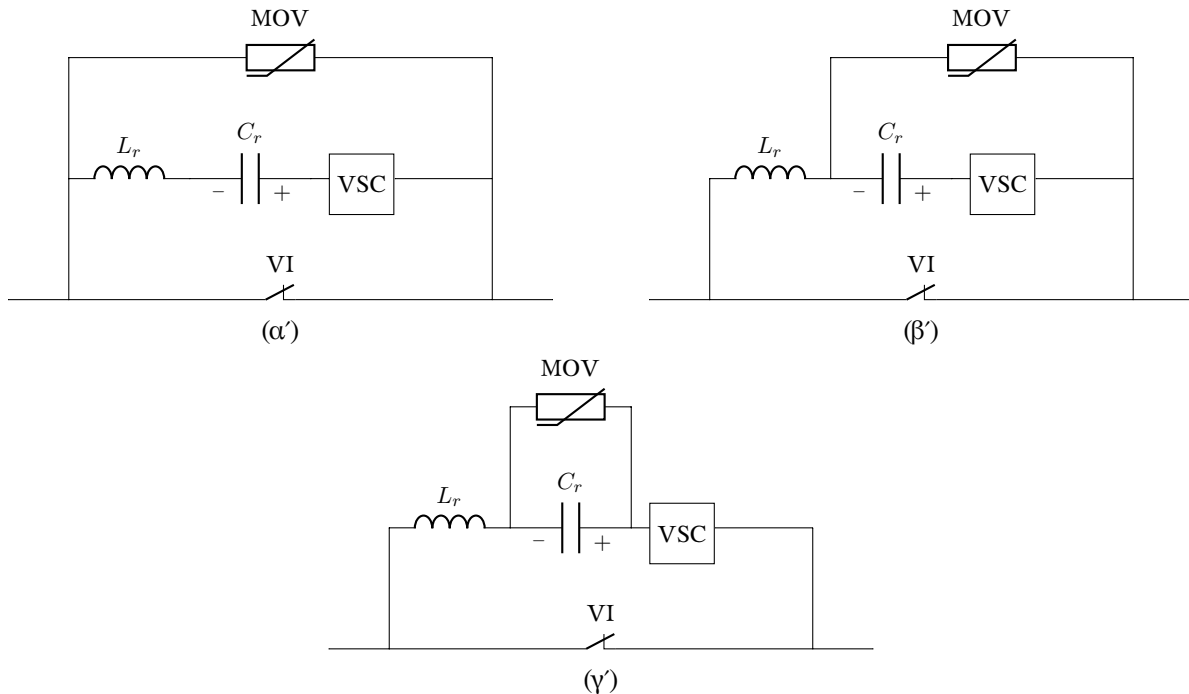 MOV
MOV
L_r
C_r
VSC
– +
VI
(α′)
L_r
C_r
VSC
– +
VI
(β′)
MOV
L_r
C_r
VSC
– +
VI
(γ′)